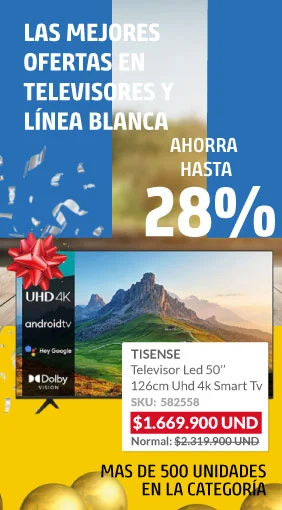 LAS MEJORES
OFERTAS EN
TELEVISORES Y
LÍNEA BLANCA
AHORRA
HASTA
28%
UHD 4K
androidtv
Hey Google
Dolby
VISION
TISENSE
Televisor Led 50’’
126cm Uhd 4k Smart Tv
SKU: 582558
$1.669.900 UND
Normal: $2.319.900 UND
MAS DE 500 UNIDADES
EN LA CATEGORÍA